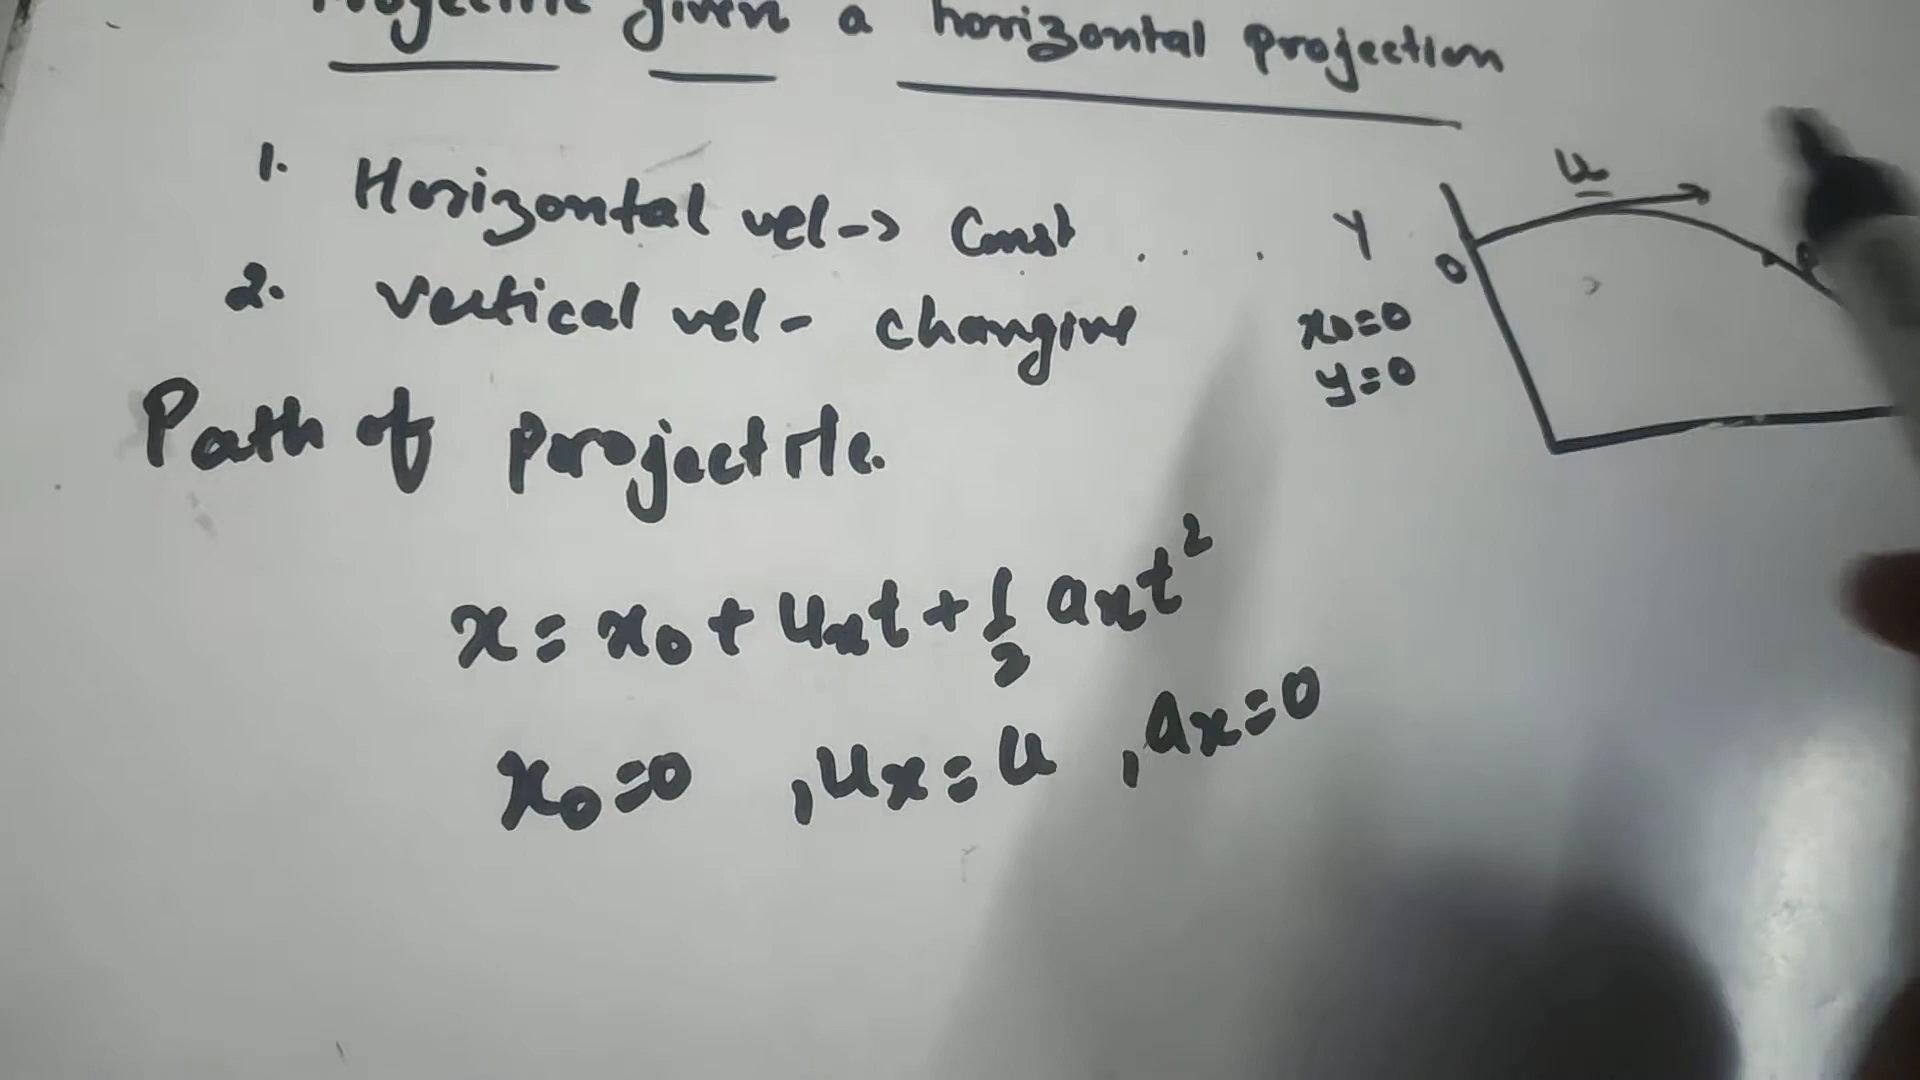 Projectile given a horizontal projection
1. Horizontal vel -> Const
2. vertical vel - changing
Path of projectile.
x = x₀ + uₓt + 1/2 aₓt²
x₀=0 , uₓ=u , aₓ=0
u
Y
O
x₀=0
y=0